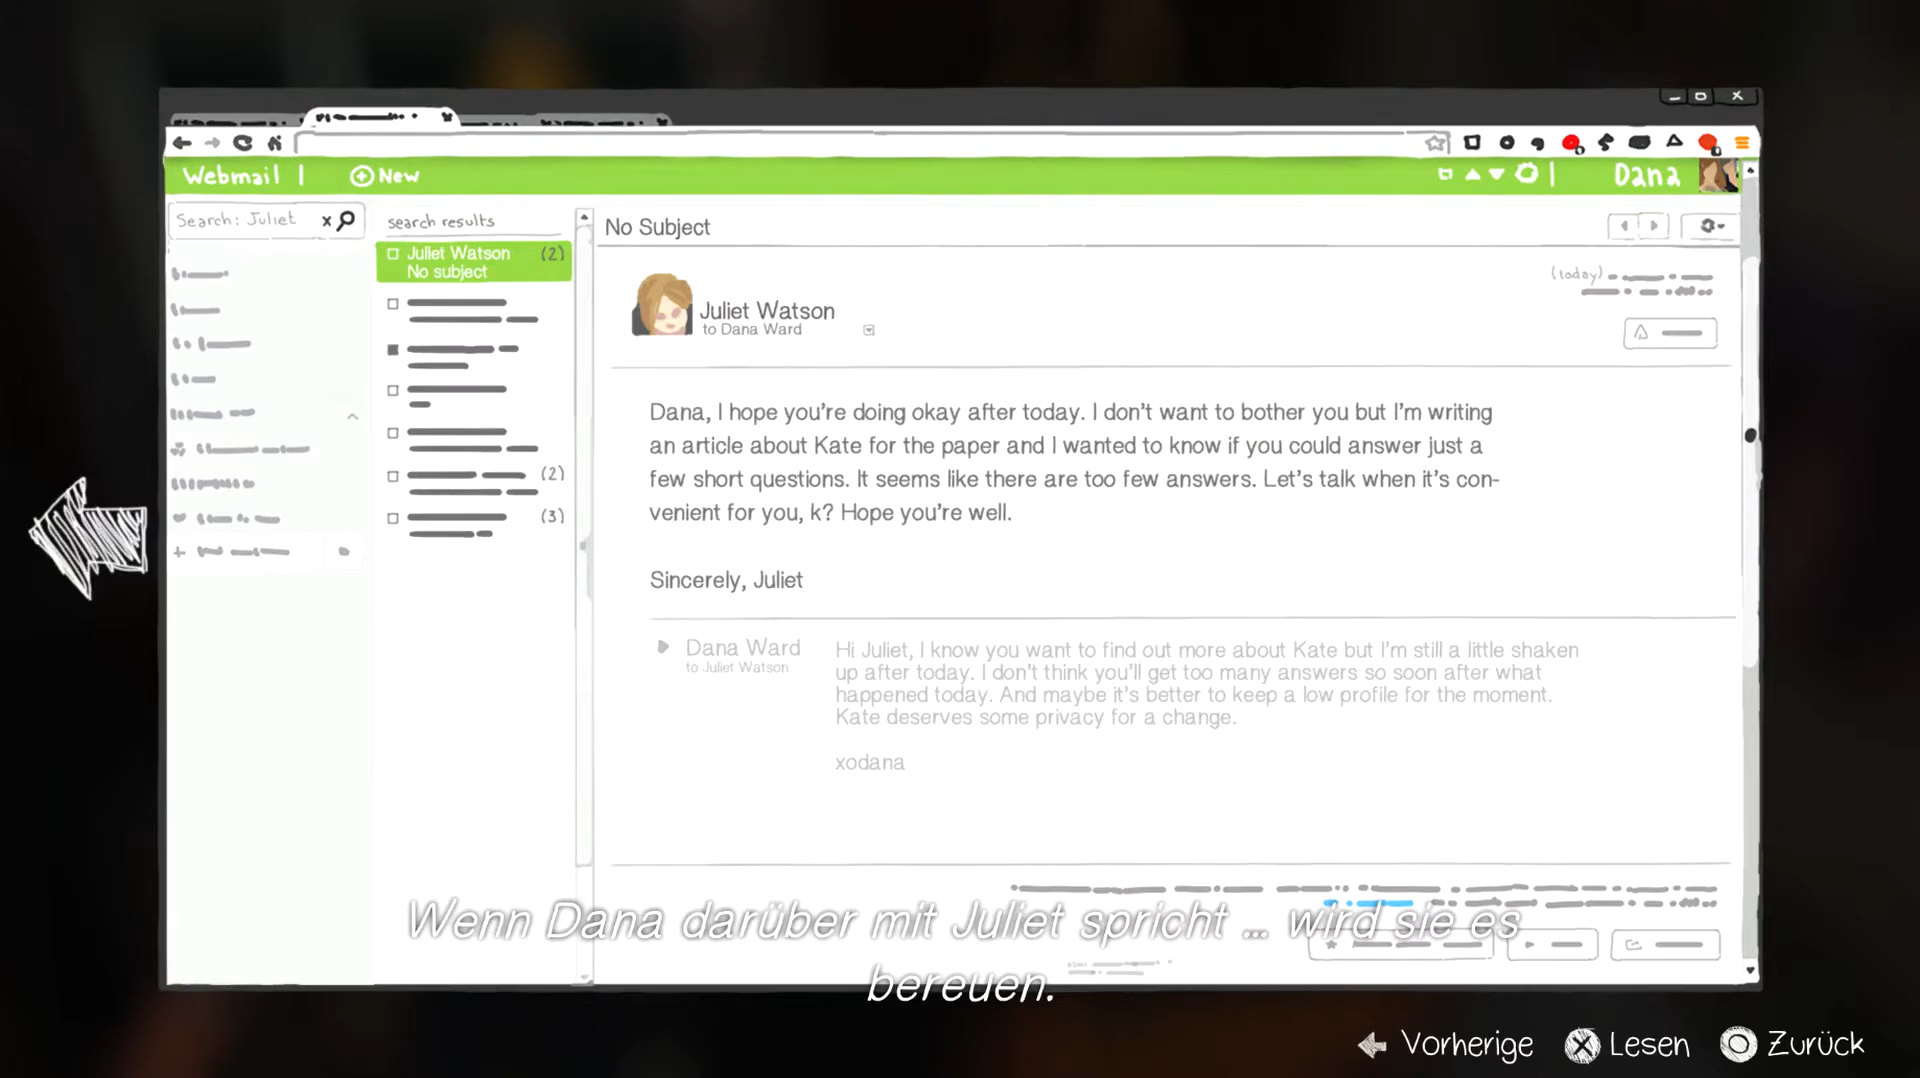 Webmail | New
Dana
Search: Juliet x
search results
Juliet Watson (2)
No subject
(2)
(3)
No Subject
(today)
Juliet Watson
to Dana Ward
Dana, I hope you're doing okay after today. I don't want to bother you but I'm writing
an article about Kate for the paper and I wanted to know if you could answer just a
few short questions. It seems like there are too few answers. Let's talk when it's con-
venient for you, k? Hope you're well.
Sincerely, Juliet
Dana Ward
to Juliet Watson
Hi Juliet, I know you want to find out more about Kate but I'm still a little shaken
up after today. I don't think you'll get too many answers so soon after what
happened today. And maybe it's better to keep a low profile for the moment.
Kate deserves some privacy for a change.
xodana
Wenn Dana darüber mit Juliet spricht ... wird sie es
bereuen.
Vorherige Lesen Zurück